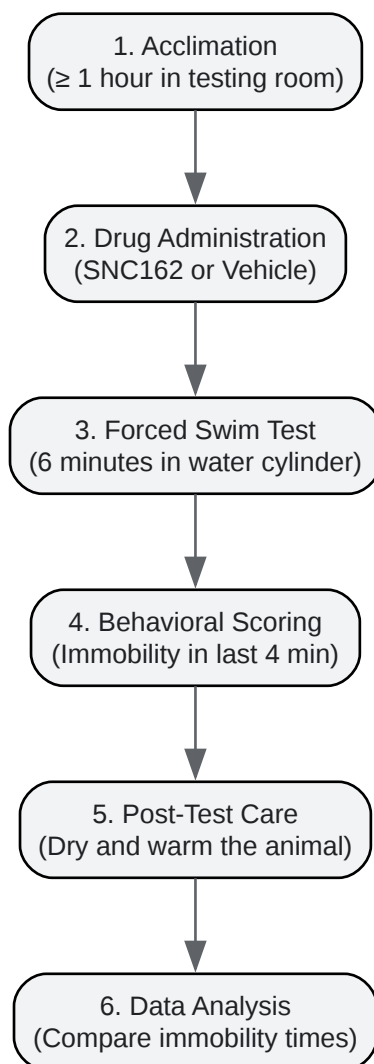 1. Acclimation
(≥ 1 hour in testing room)
2. Drug Administration
(SNC162 or Vehicle)
3. Forced Swim Test
(6 minutes in water cylinder)
4. Behavioral Scoring
(Immobility in last 4 min)
5. Post-Test Care
(Dry and warm the animal)
6. Data Analysis
(Compare immobility times)